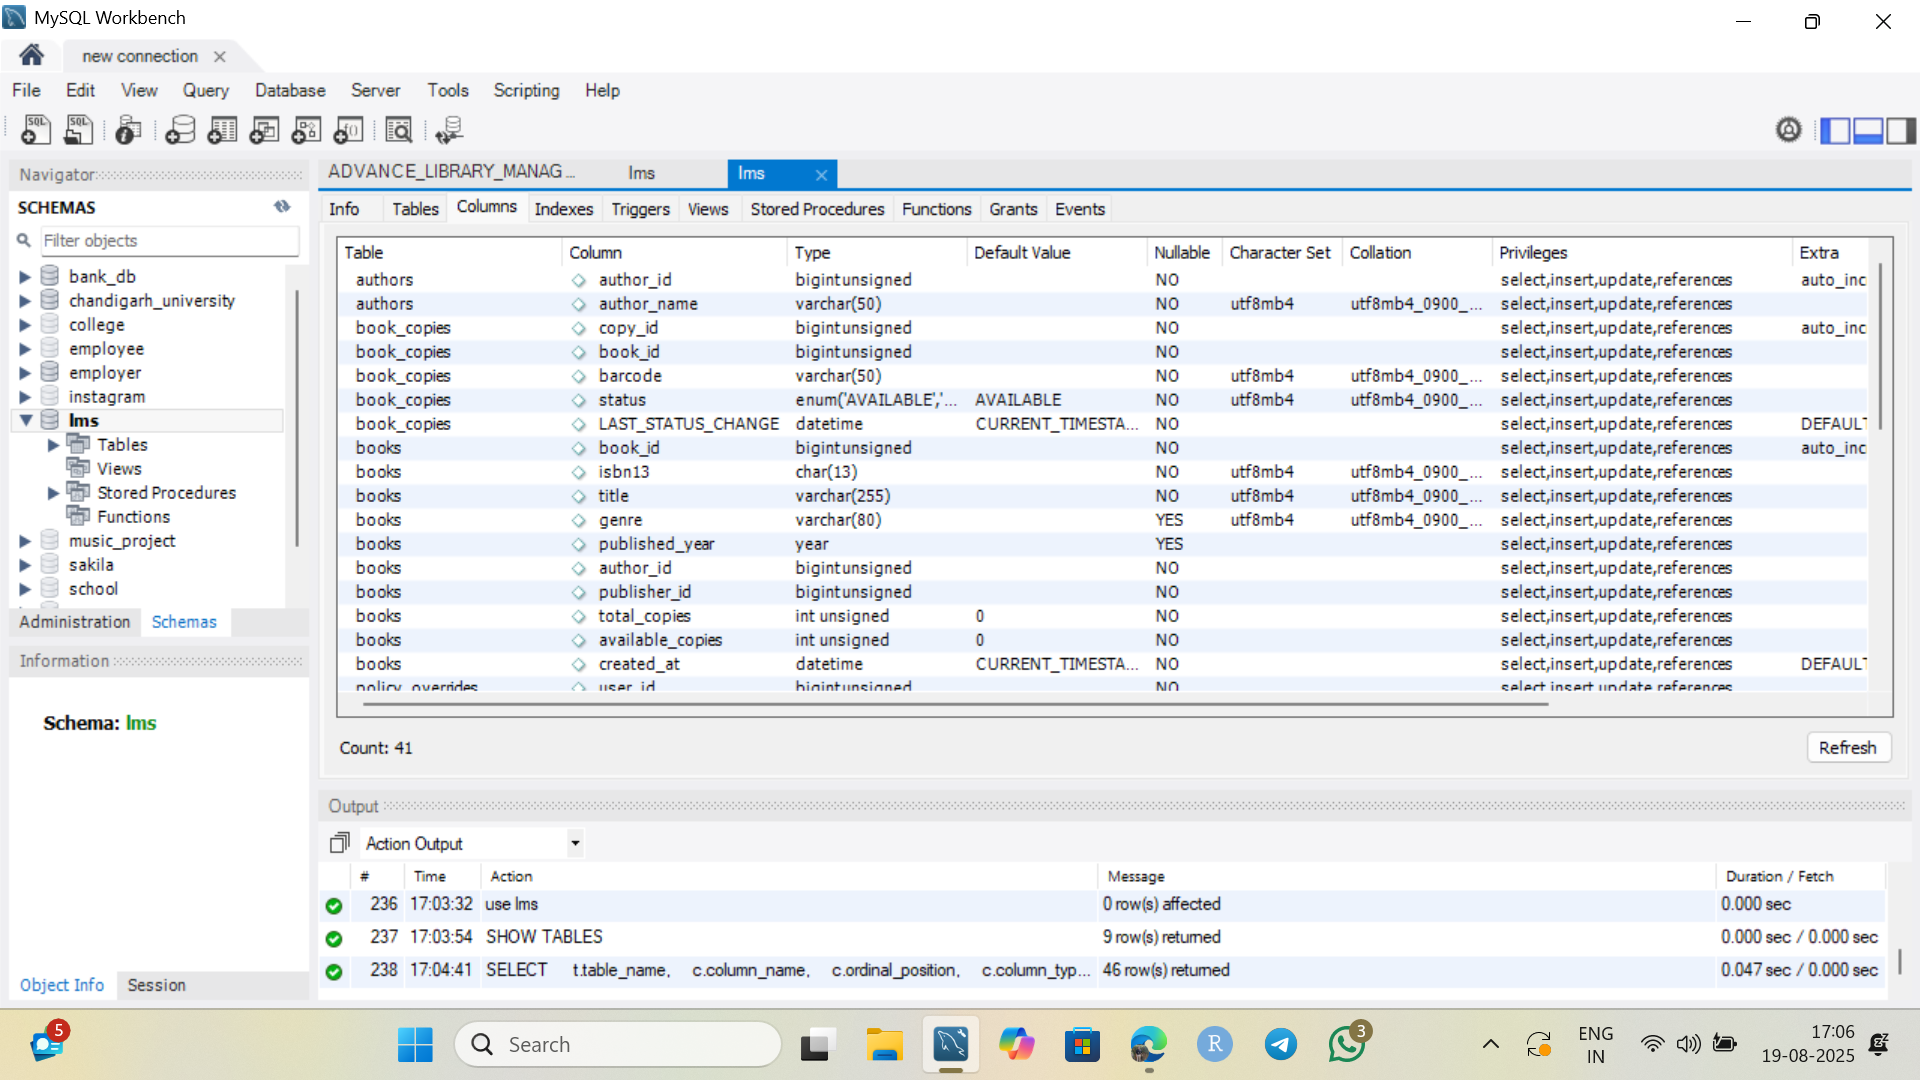 MySQL Workbench
new connection
File Edit View Query Database Server Tools Scripting Help
Navigator
SCHEMAS
Filter objects
bank_db
chandigarh_university
college
employee
employer
instagram
lms
Tables
Views
Stored Procedures
Functions
music_project
sakila
school
Administration Schemas
Information
Schema: lms
Object Info Session
ADVANCE_LIBRARY_MANAG... lms lms
Info Tables Columns Indexes Triggers Views Stored Procedures Functions Grants Events
Table Column Type Default Value Nullable Character Set Collation Privileges Extra
authors author_id bigint unsigned NO select,insert,update,references auto_inc
authors author_name varchar(50) NO utf8mb4 utf8mb4_0900_... select,insert,update,references
book_copies copy_id bigint unsigned NO select,insert,update,references auto_inc
book_copies book_id bigint unsigned NO select,insert,update,references
book_copies barcode varchar(50) NO utf8mb4 utf8mb4_0900_... select,insert,update,references
book_copies status enum('AVAILABLE','... AVAILABLE NO utf8mb4 utf8mb4_0900_... select,insert,update,references
book_copies LAST_STATUS_CHANGE datetime CURRENT_TIMESTA... NO select,insert,update,references DEFAULT
books book_id bigint unsigned NO select,insert,update,references auto_inc
books isbn13 char(13) NO utf8mb4 utf8mb4_0900_... select,insert,update,references
books title varchar(255) NO utf8mb4 utf8mb4_0900_... select,insert,update,references
books genre varchar(80) YES utf8mb4 utf8mb4_0900_... select,insert,update,references
books published_year year YES select,insert,update,references
books author_id bigint unsigned NO select,insert,update,references
books publisher_id bigint unsigned NO select,insert,update,references
books total_copies int unsigned 0 NO select,insert,update,references
books available_copies int unsigned 0 NO select,insert,update,references
books created_at datetime CURRENT_TIMESTA... NO select,insert,update,references DEFAULT
policy_overrides user_id bigint unsigned NO select,insert,update,references
Count: 41
Refresh
Output
Action Output
# Time Action Message Duration / Fetch
236 17:03:32 use lms 0 row(s) affected 0.000 sec
237 17:03:54 SHOW TABLES 9 row(s) returned 0.000 sec / 0.000 sec
238 17:04:41 SELECT t.table_name, c.column_name, c.ordinal_position, c.column_typ... 46 row(s) returned 0.047 sec / 0.000 sec
5
Search
R
3
ENG
IN
17:06
19-08-2025